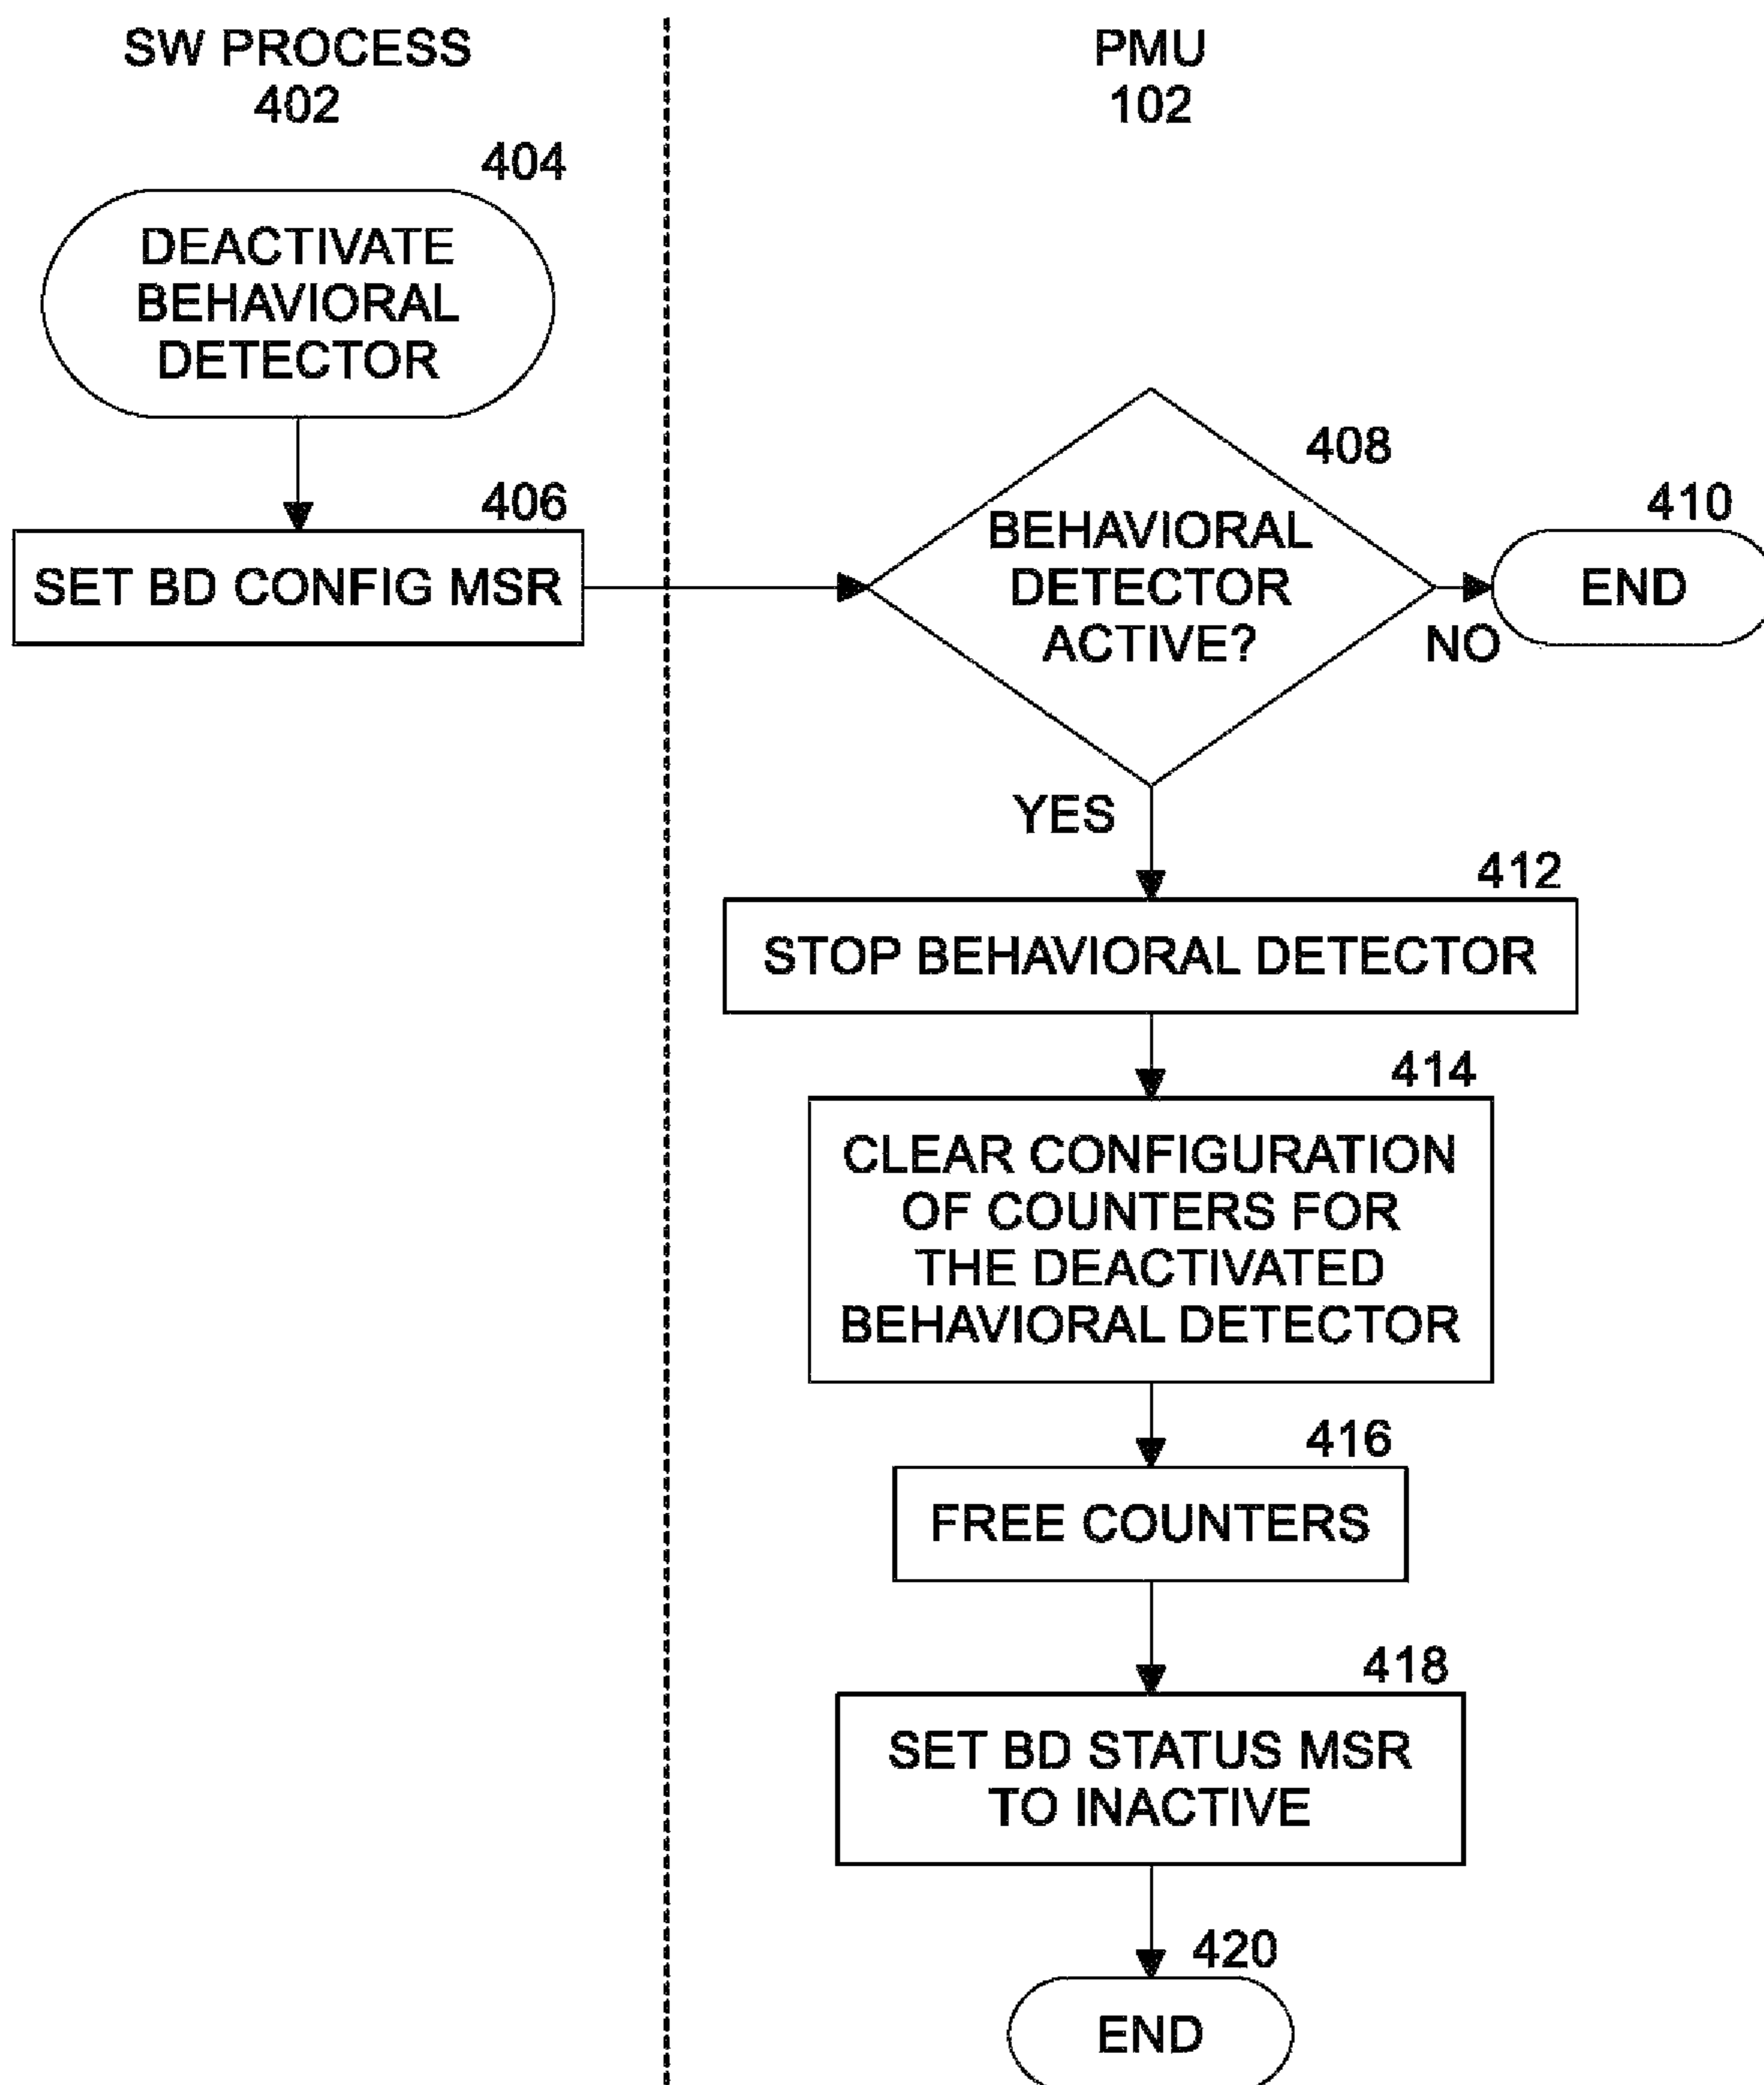 SW PROCESS
402
PMU
102
404
DEACTIVATE
BEHAVIORAL
DETECTOR
406
SET BD CONFIG MSR
408
BEHAVIORAL
DETECTOR
ACTIVE?
NO
410
END
YES
412
STOP BEHAVIORAL DETECTOR
414
CLEAR CONFIGURATION
OF COUNTERS FOR
THE DEACTIVATED
BEHAVIORAL DETECTOR
416
FREE COUNTERS
418
SET BD STATUS MSR
TO INACTIVE
420
END